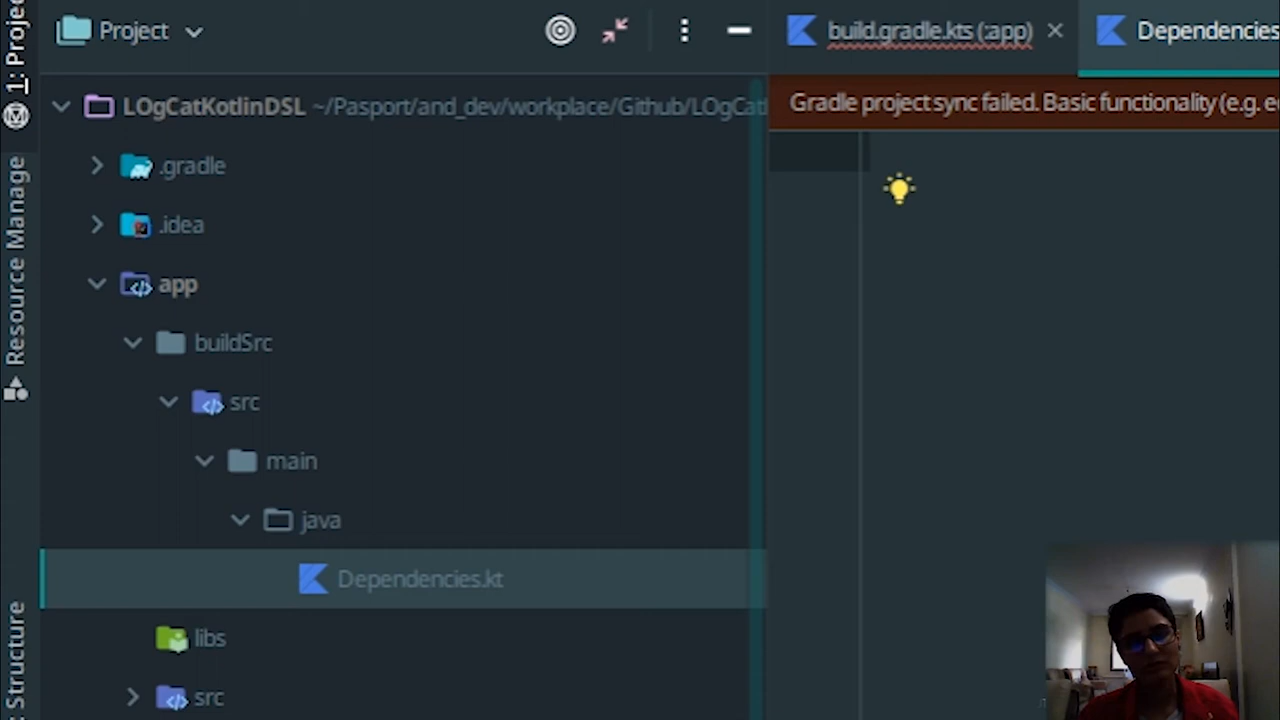 1: Project
Resource Manage
Structure
Project
LOgCatKotlinDSL ~/Pasport/and_dev/workplace/Github/LOgCat
.gradle
.idea
app
buildSrc
src
main
java
Dependencies.kt
libs
src
build.gradle.kts (:app)
Dependencies
Gradle project sync failed. Basic functionality (e.g. e